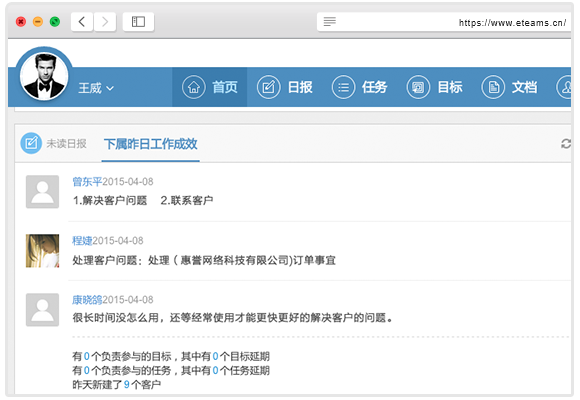 https://www.eteams.cn/
王威
首页
日报
任务
目标
文档
未读日报
下属昨日工作成效
曾东平2015-04-08
1.解决客户问题 2.联系客户
程婕2015-04-08
处理客户问题：处理（惠誉网络科技有限公司)订单事宜
康晓鸽2015-04-08
很长时间没怎么用，还等经常使用才能更快更好的解决客户的问题。
有0个负责参与的目标，其中有0个目标延期
有0个负责参与的任务，其中有0个任务延期
昨天新建了9个客户